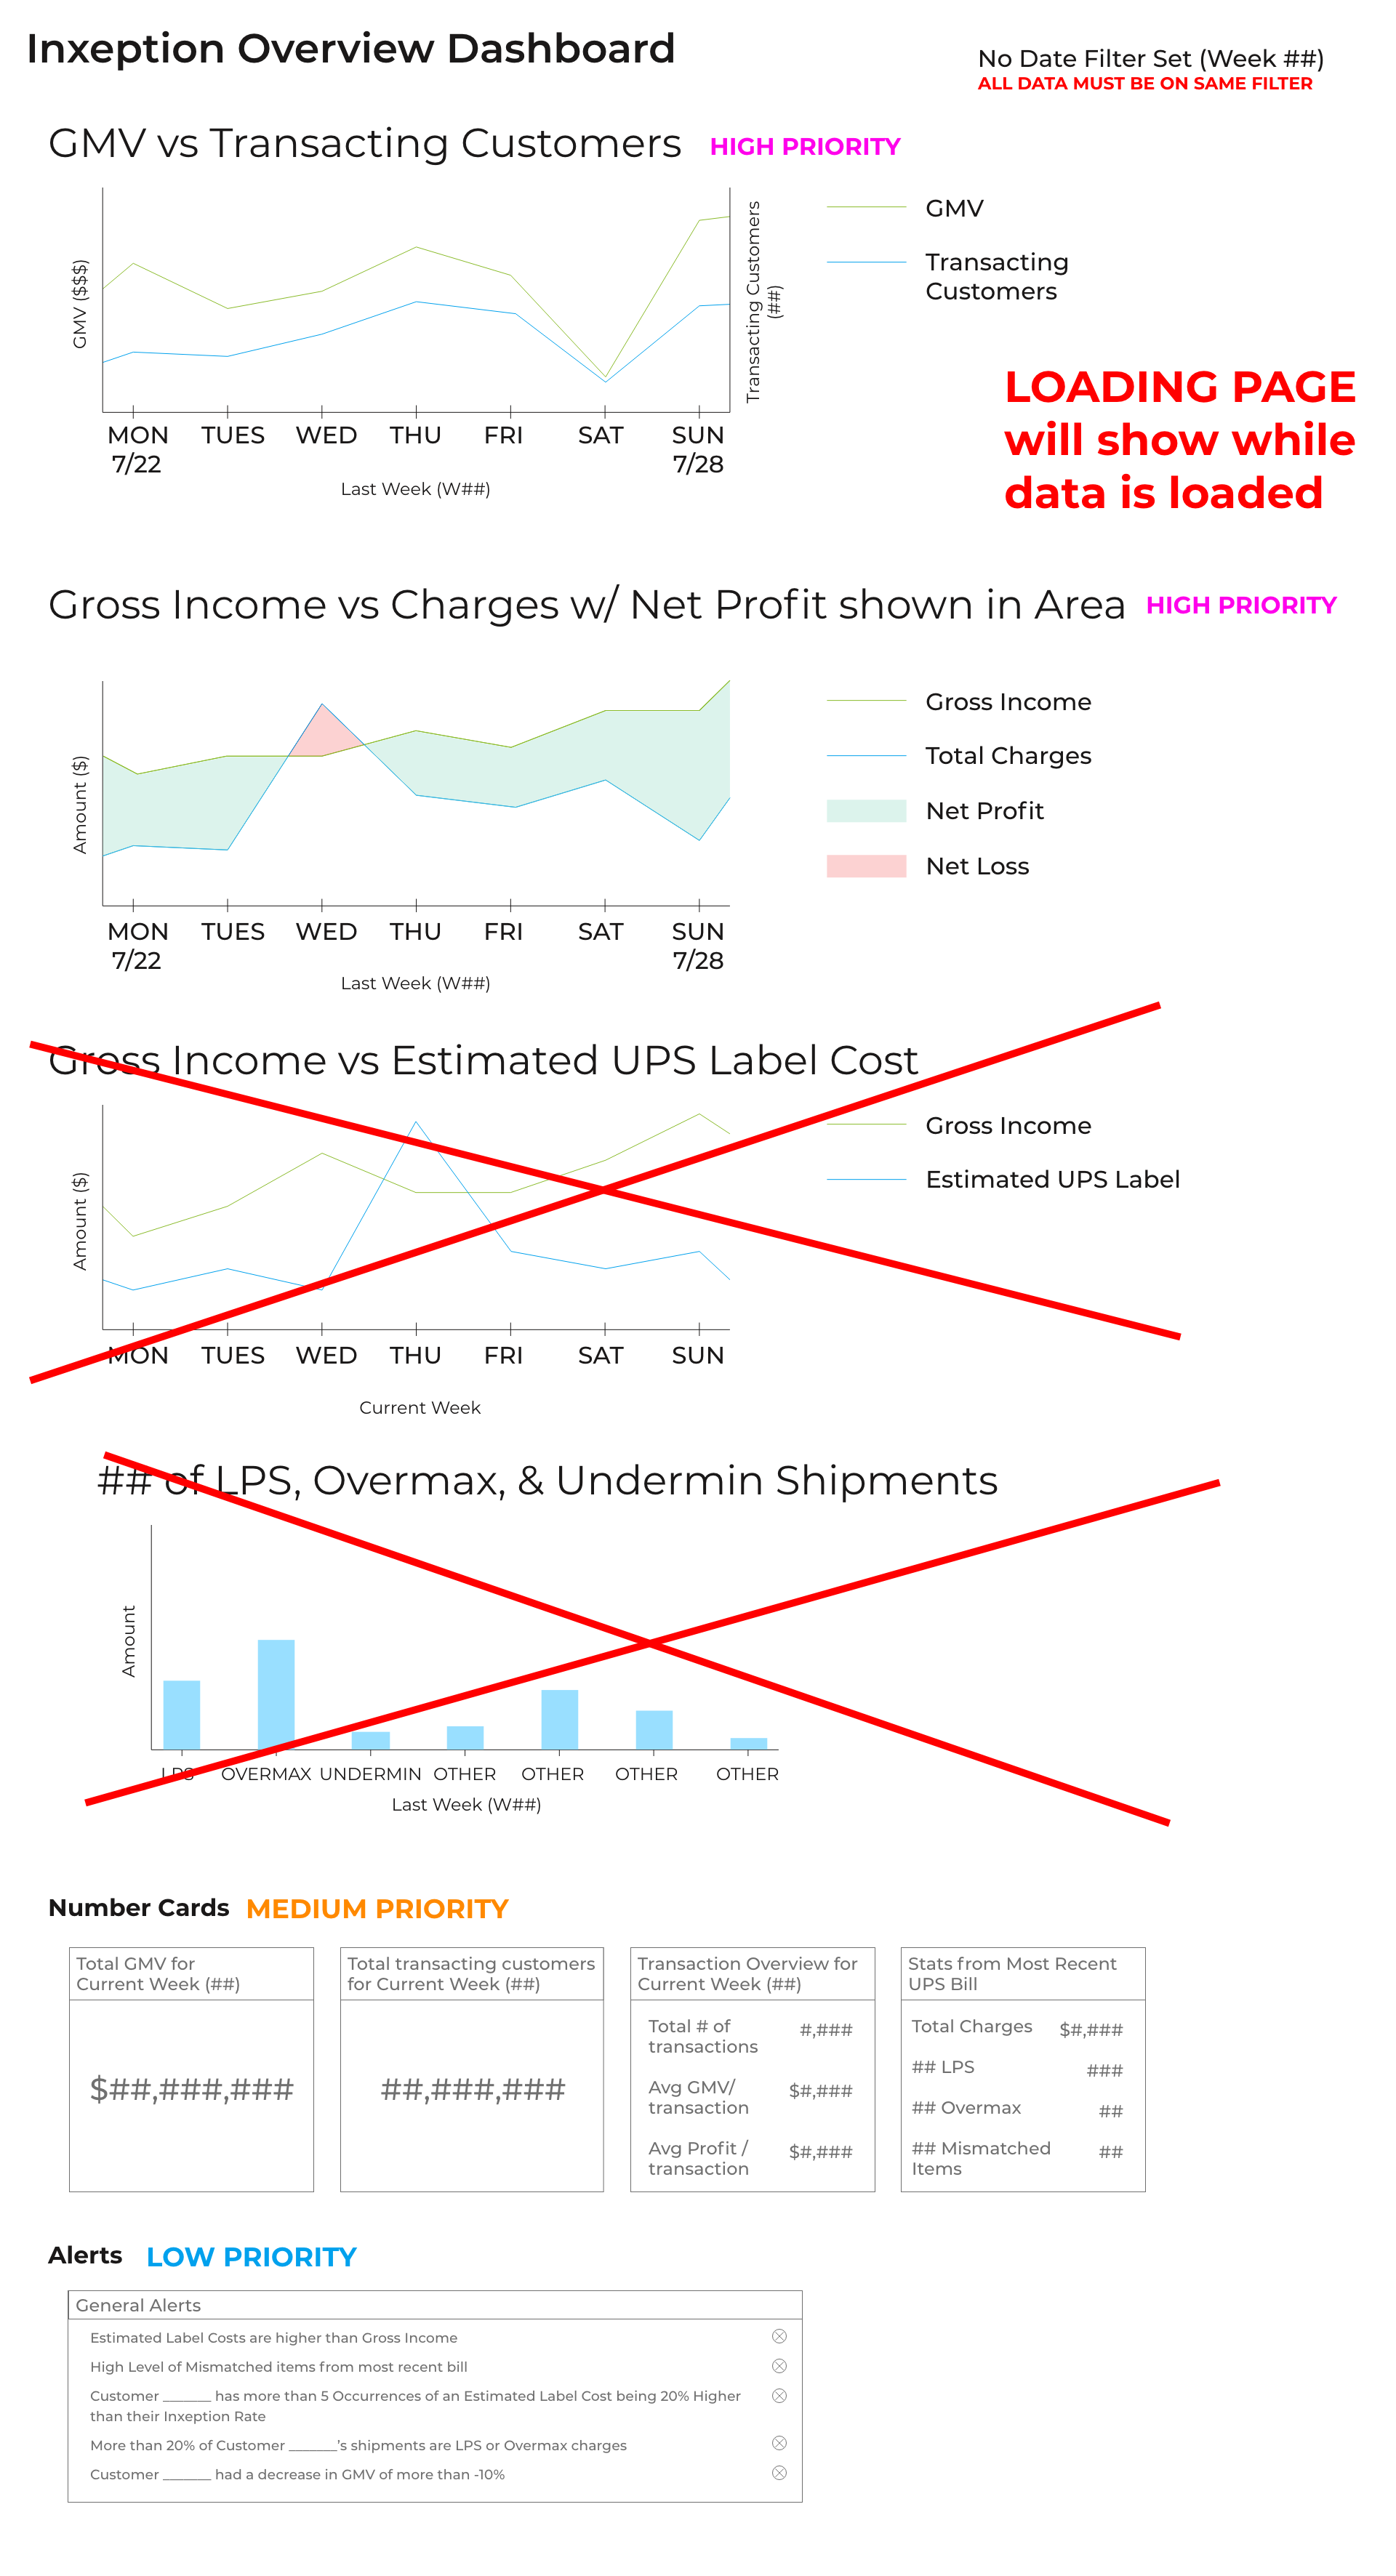 Inxeption Overview Dashboard
No Date Filter Set (Week ##)
ALL DATA MUST BE ON SAME FILTER
GMV vs Transacting Customers HIGH PRIORITY
GMV ($$$)
Transacting Customers
(##)
GMV
Transacting
Customers
LOADING PAGE
will show while
data is loaded
MON TUES WED THU FRI SAT SUN
7/22 7/28
Last Week (W##)
Gross Income vs Charges w/ Net Profit shown in Area HIGH PRIORITY
Amount ($)
Gross Income
Total Charges
Net Profit
Net Loss
MON TUES WED THU FRI SAT SUN
7/22 7/28
Last Week (W##)
Gross Income vs Estimated UPS Label Cost
Amount ($)
Gross Income
Estimated UPS Label
MON TUES WED THU FRI SAT SUN
Current Week
## of LPS, Overmax, & Undermin Shipments
Amount
LPS OVERMAX UNDERMIN OTHER OTHER OTHER OTHER
Last Week (W##)
Number Cards MEDIUM PRIORITY
Total GMV for
Current Week (##)
$##,###,###
Total transacting customers
for Current Week (##)
##,###,###
Transaction Overview for
Current Week (##)
Total # of
transactions
#,###
Avg GMV/
transaction
$#,###
Avg Profit /
transaction
$#,###
Stats from Most Recent
UPS Bill
Total Charges $#,###
## LPS ###
## Overmax ##
## Mismatched
Items
##
Alerts LOW PRIORITY
General Alerts
Estimated Label Costs are higher than Gross Income
High Level of Mismatched items from most recent bill
Customer _______ has more than 5 Occurrences of an Estimated Label Cost being 20% Higher
than their Inxeption Rate
More than 20% of Customer _______'s shipments are LPS or Overmax charges
Customer _______ had a decrease in GMV of more than -10%